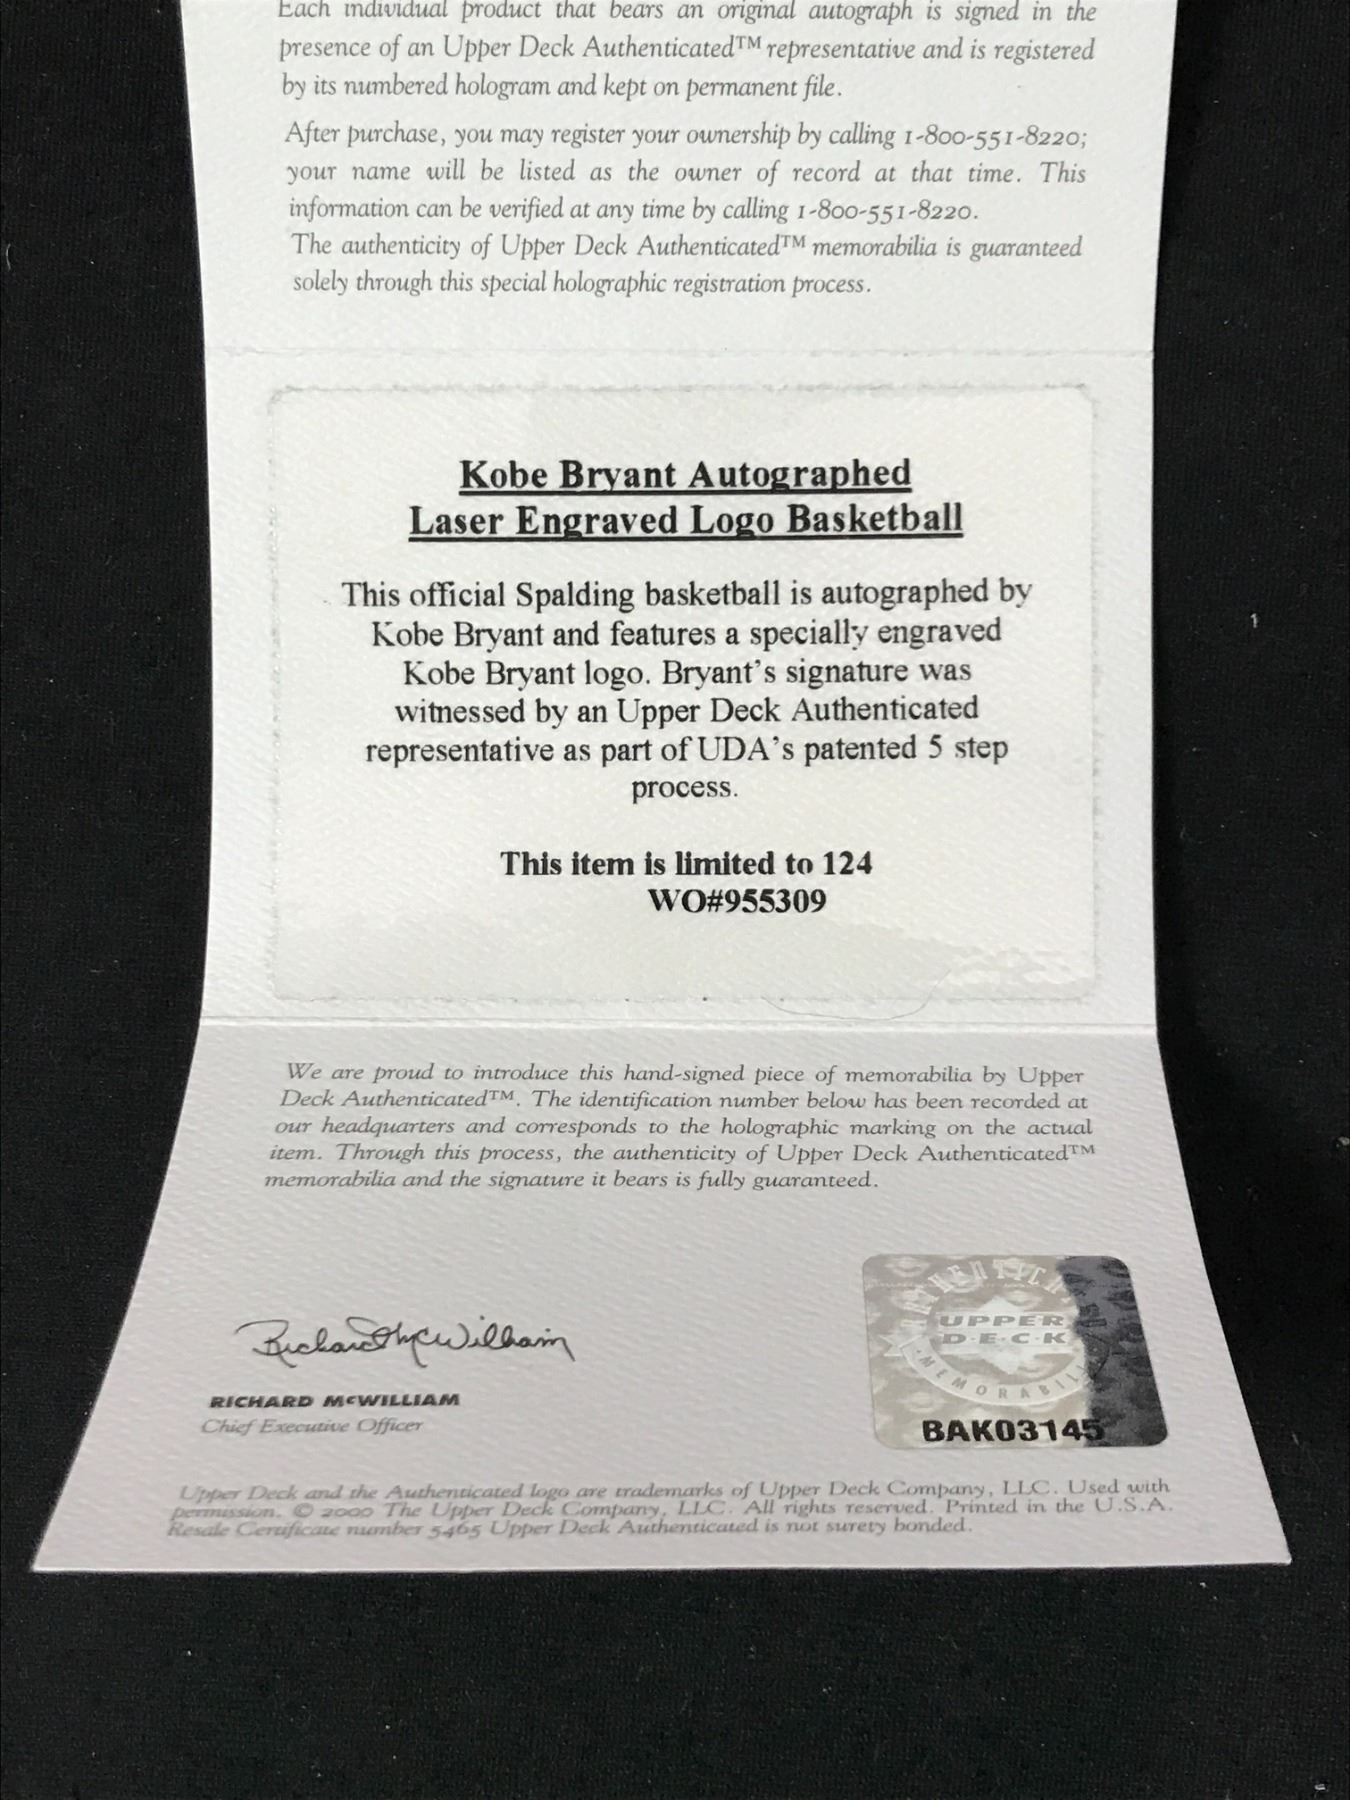 Each individual product that bears an original autograph is signed in the
presence of an Upper Deck Authenticated™ representative and is registered
by its numbered hologram and kept on permanent file.
After purchase, you may register your ownership by calling 1-800-551-8220;
your name will be listed as the owner of record at that time. This
information can be verified at any time by calling 1-800-551-8220.
The authenticity of Upper Deck Authenticated™ memorabilia is guaranteed
solely through this special holographic registration process.
Kobe Bryant Autographed
Laser Engraved Logo Basketball
This official Spalding basketball is autographed by
Kobe Bryant and features a specially engraved
Kobe Bryant logo. Bryant's signature was
witnessed by an Upper Deck Authenticated
representative as part of UDA's patented 5 step
process.
This item is limited to 124
WO#955309
We are proud to introduce this hand-signed piece of memorabilia by Upper
Deck Authenticated™. The identification number below has been recorded at
our headquarters and corresponds to the holographic marking on the actual
item. Through this process, the authenticity of Upper Deck Authenticated™
memorabilia and the signature it bears is fully guaranteed.
Richard McWilliam
RICHARD McWILLIAM
Chief Executive Officer
UPPER
D·E·C·K
BAK03145
Upper Deck and the Authenticated logo are trademarks of Upper Deck Company, LLC. Used with
permission. © 2000 The Upper Deck Company, LLC. All rights reserved. Printed in the U.S.A.
Resale Certificate number 5465 Upper Deck Authenticated is not surety bonded.